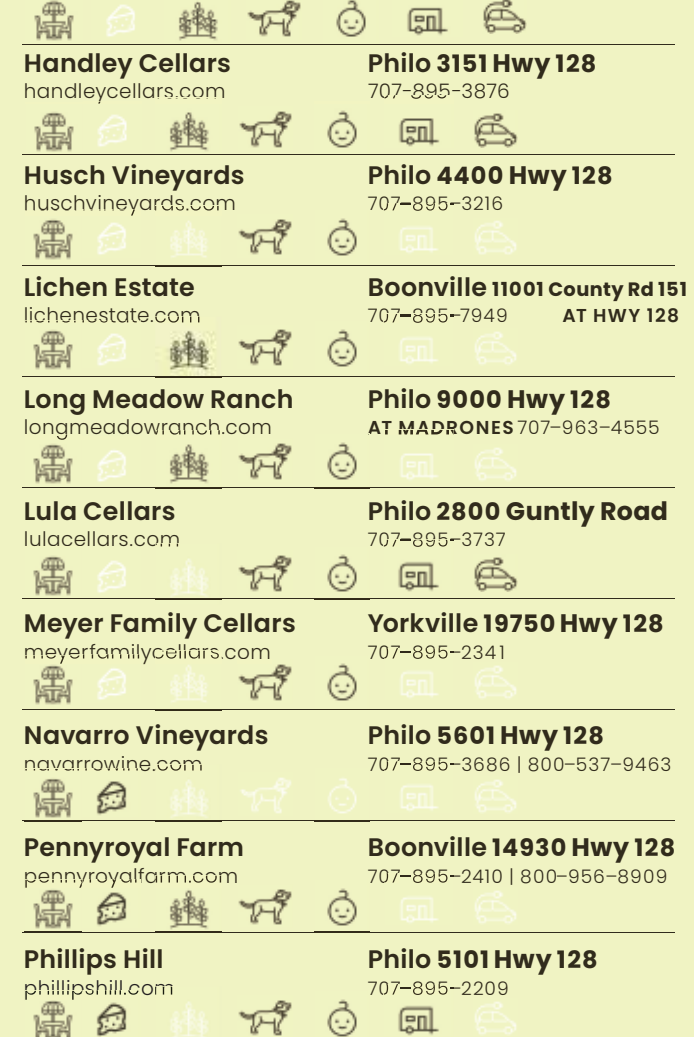 Handley Cellars
Philo 3151 Hwy 128
handleycellars.com
707-895-3876
Husch Vineyards
Philo 4400 Hwy 128
huschvineyards.com
707-895-3216
Lichen Estate
Boonville 11001 County Rd 151
lichenestate.com
707-895-7949 AT HWY 128
Long Meadow Ranch
Philo 9000 Hwy 128
longmeadowranch.com
AT MADRONES 707-963-4555
Lula Cellars
Philo 2800 Guntly Road
lulacellars.com
707-895-3737
Meyer Family Cellars
Yorkville 19750 Hwy 128
meyerfamilycellars.com
707-895-2341
Navarro Vineyards
Philo 5601 Hwy 128
navarrowine.com
707-895-3686 | 800-537-9463
Pennyroyal Farm
Boonville 14930 Hwy 128
pennyroyalfarm.com
707-895-2410 | 800-956-8909
Phillips Hill
Philo 5101 Hwy 128
phillipshill.com
707-895-2209